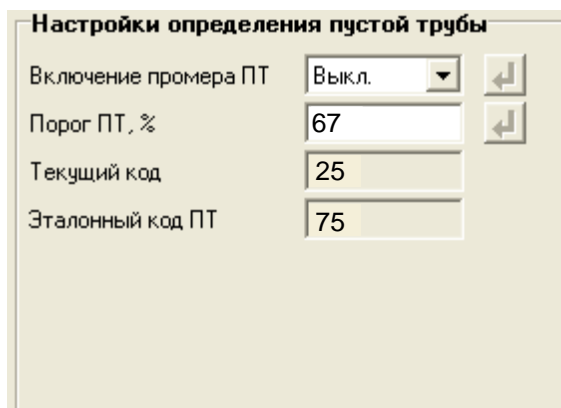 Настройки определения пустой трубы
Включение промера ПТ Выкл.
Порог ПТ, % 67
Текущий код 25
Эталонный код ПТ 75